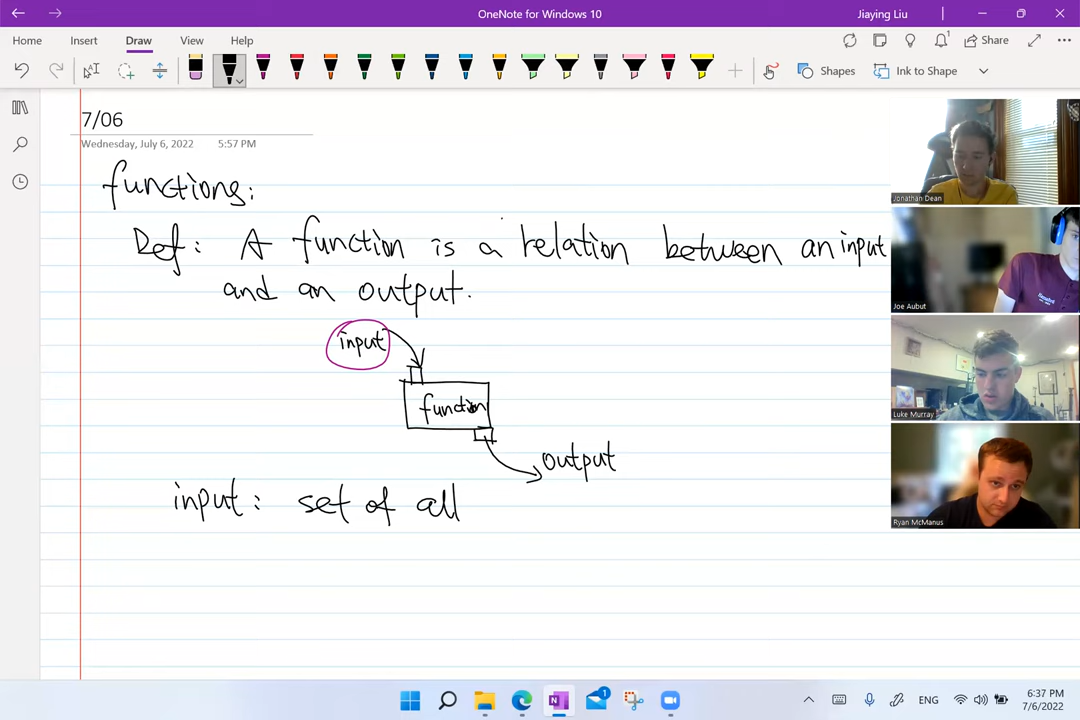 OneNote for Windows 10
Jiaying Liu
Home Insert Draw View Help
Share
Shapes
Ink to Shape
7/06
Wednesday, July 6, 2022 5:57 PM
functions:
Def: A function is a relation between an input
and an output.
input
function
output
input: set of all
Jonathan Dean
Joe Aubut
Luke Murray
Ryan McManus
1
ENG
6:37 PM
7/6/2022